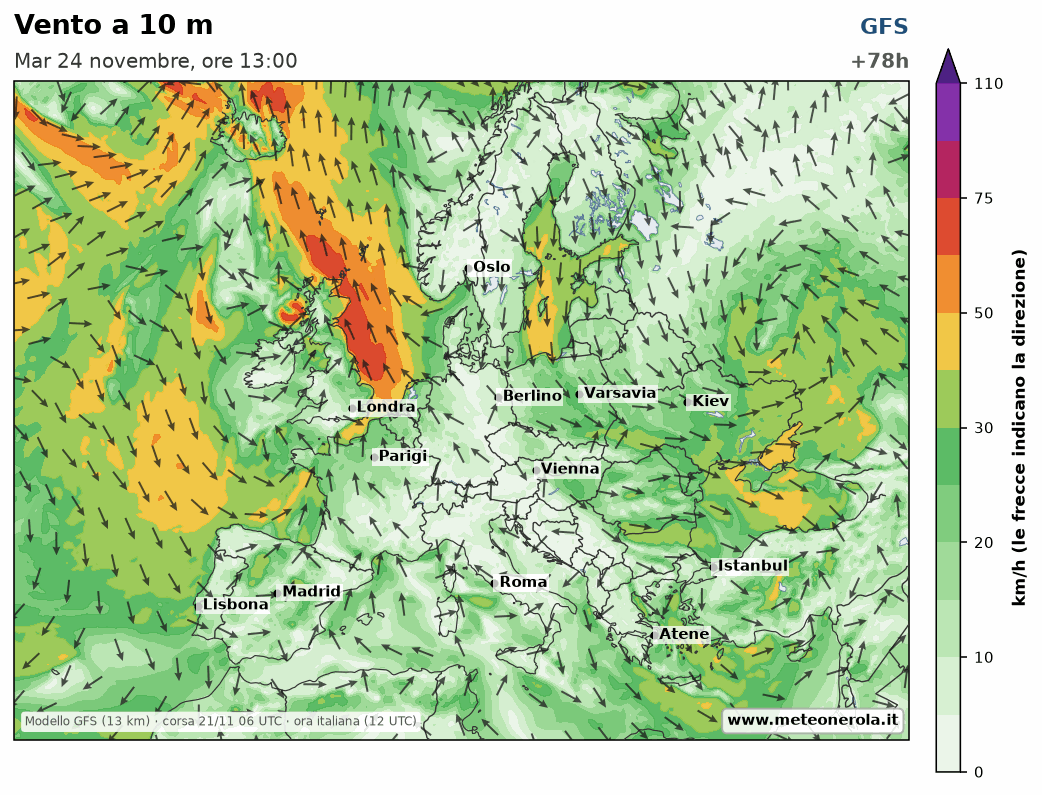 Vento a 10 m
GFS
Mar 24 novembre, ore 13:00
+78h
110
75
50
30
20
10
0
km/h (le frecce indicano la direzione)
Oslo
Berlino
Varsavia
Kiev
Londra
Parigi
Vienna
Istanbul
Roma
Madrid
Lisbona
Atene
Modello GFS (13 km) · corsa 21/11 06 UTC · ora italiana (12 UTC)
www.meteonerola.it